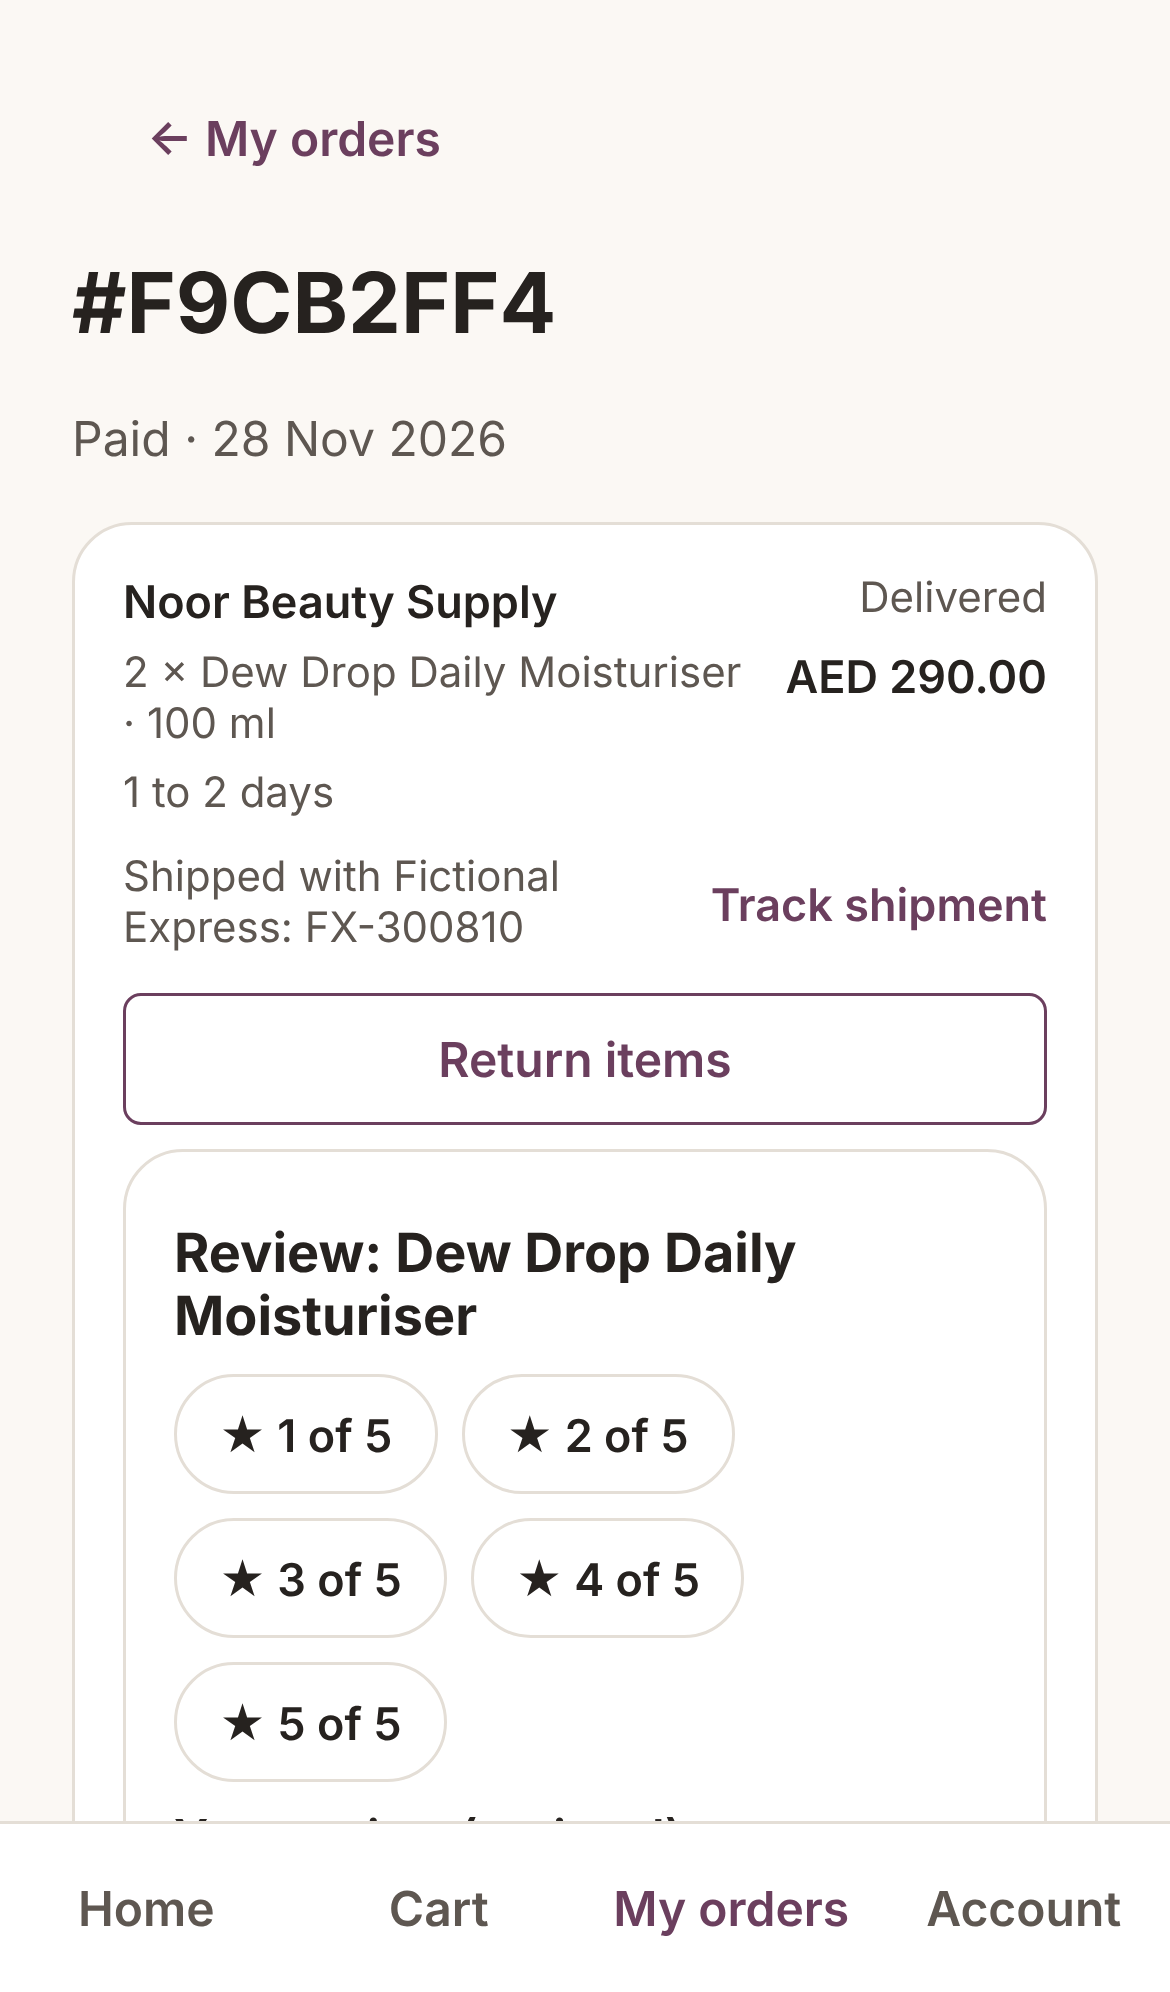 ← My orders
#F9CB2FF4
Paid · 28 Nov 2026
Noor Beauty Supply
Delivered
2 × Dew Drop Daily Moisturiser
· 100 ml
AED 290.00
1 to 2 days
Shipped with Fictional
Express: FX-300810
Track shipment
Return items
Review: Dew Drop Daily
Moisturiser
★ 1 of 5
★ 2 of 5
★ 3 of 5
★ 4 of 5
★ 5 of 5
Home
Cart
My orders
Account